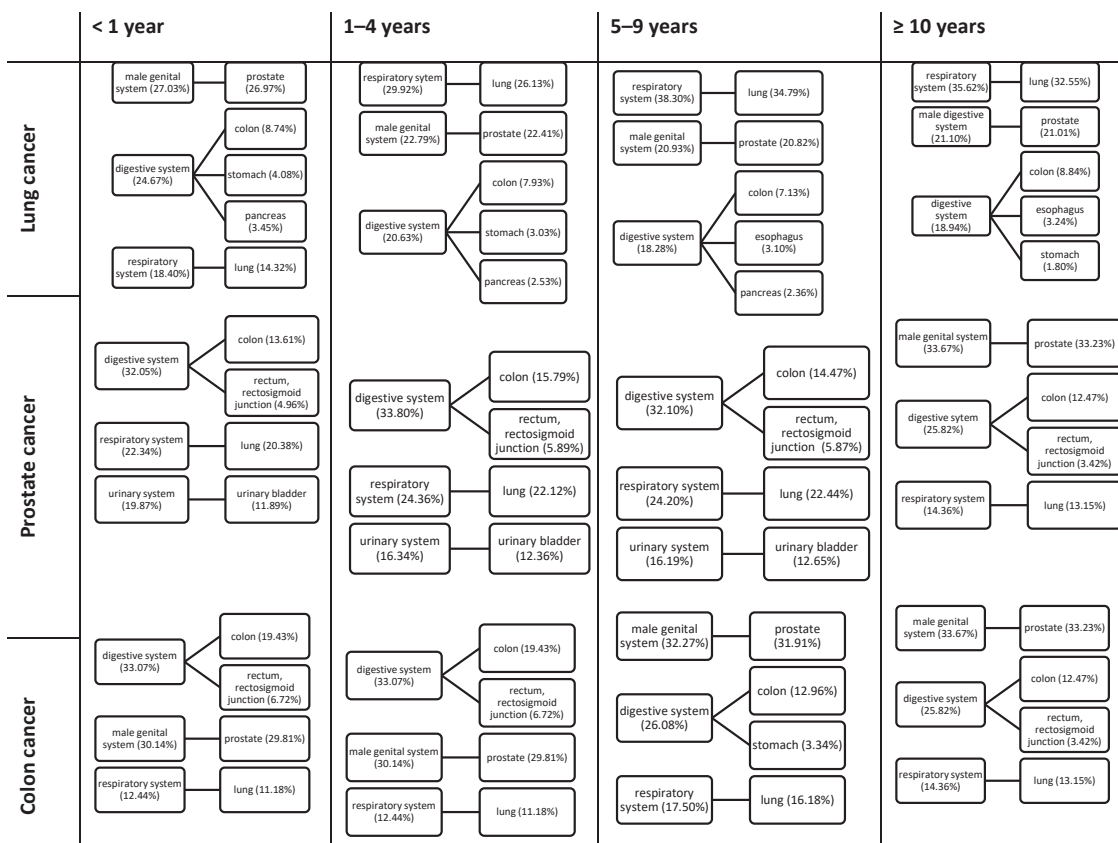 < 1 year
1–4 years
5–9 years
≥ 10 years
Lung cancer
male genital
system (27.03%)
prostate
(26.97%)
digestive system
(24.67%)
colon (8.74%)
stomach (4.08%)
pancreas
(3.45%)
respiratory
system (18.40%)
lung (14.32%)
respiratory sytem
(29.92%)
lung (26.13%)
male genital
system (22.79%)
prostate (22.41%)
digestive system
(20.63%)
colon (7.93%)
stomach (3.03%)
pancreas (2.53%)
respiratory
system (38.30%)
lung (34.79%)
male genital
system (20.93%)
prostate (20.82%)
digestive system
(18.28%)
colon (7.13%)
esophagus
(3.10%)
pancreas (2.36%)
respiratory
system (35.62%)
lung (32.55%)
male digestive
system
(21.10%)
prostate
(21.01%)
digestive
system
(18.94%)
colon (8.84%)
esophagus
(3.24%)
stomach
(1.80%)
Prostate cancer
digestive system
(32.05%)
colon (13.61%)
rectum,
rectosigmoid
junction (4.96%)
respiratory system
(22.34%)
lung (20.38%)
urinary system
(19.87%)
urinary bladder
(11.89%)
digestive system
(33.80%)
colon (15.79%)
rectum,
rectosigmoid
junction (5.89%)
respiratory
system (24.36%)
lung (22.12%)
urinary system
(16.34%)
urinary bladder
(12.36%)
digestive system
(32.10%)
colon (14.47%)
rectum,
rectosigmoid
junction (5.87%)
respiratory system
(24.20%)
lung (22.44%)
urinary system
(16.19%)
urinary bladder
(12.65%)
male genital system
(33.67%)
prostate (33.23%)
digestive sytem
(25.82%)
colon (12.47%)
rectum,
rectosigmoid
junction (3.42%)
respiratory system
(14.36%)
lung (13.15%)
Colon cancer
digestive system
(33.07%)
colon (19.43%)
rectum,
rectosigmoid
junction (6.72%)
male genital
system (30.14%)
prostate (29.81%)
respiratory system
(12.44%)
lung (11.18%)
digestive system
(33.07%)
colon (19.43%)
rectum,
rectosigmoid
junction (6.72%)
male genital system
(30.14%)
prostate (29.81%)
respiratory system
(12.44%)
lung (11.18%)
male genital
system (32.27%)
prostate
(31.91%)
digestive system
(26.08%)
colon (12.96%)
stomach (3.34%)
respiratory
system (17.50%)
lung (16.18%)
male genital
system (33.67%)
prostate (33.23%)
digestive system
(25.82%)
colon (12.47%)
rectum,
rectosigmoid
junction (3.42%)
respiratory system
(14.36%)
lung (13.15%)